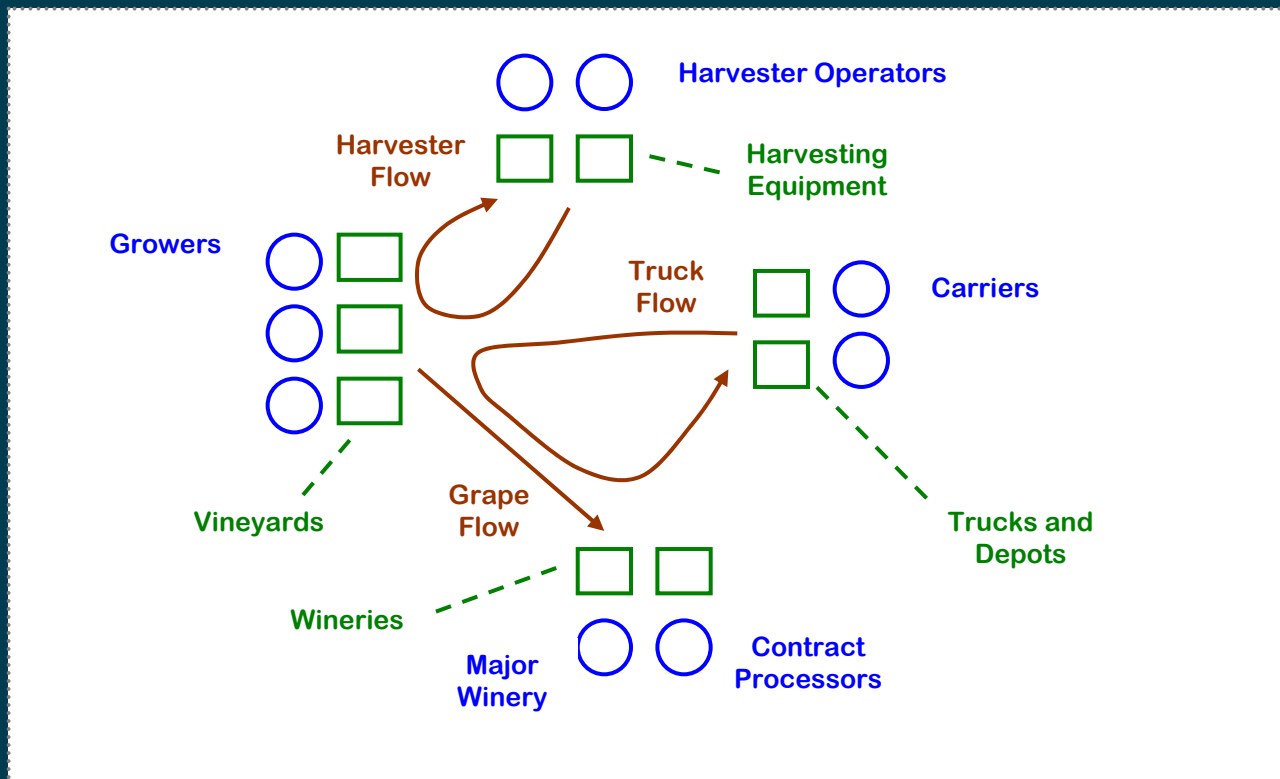 Harvester Operators
Harvester
Flow
Harvesting
Equipment
Growers
Truck
Flow
Carriers
Grape
Flow
Vineyards
Trucks and
Depots
Wineries
Major
Winery
Contract
Processors